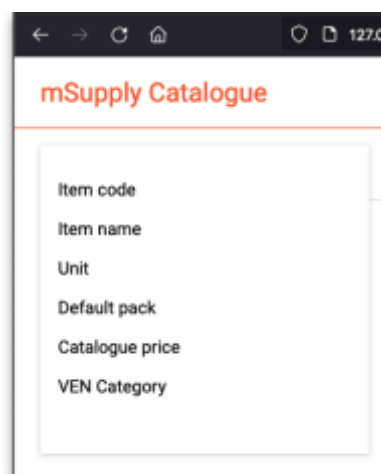 127.0
mSupply Catalogue
Item code
Item name
Unit
Default pack
Catalogue price
VEN Category